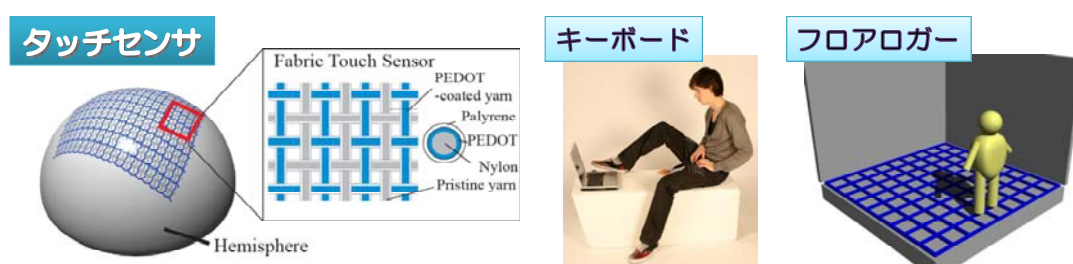 タッチセンサ
Fabric Touch Sensor
PEDOT
-coated yarn
Palyrene
PEDOT
Nylon
Pristine yarn
Hemisphere
キーボード
フロアロガー